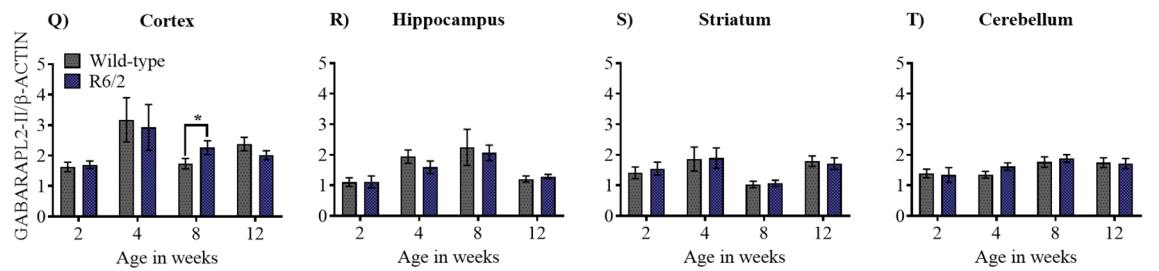 Q) Cortex R) Hippocampus S) Striatum T) Cerebellum
GABARAPL2-II/β-ACTIN
Wild-type
R6/2
5 4 3 2 1 0
*
2 4 8 12
Age in weeks
5 4 3 2 1 0
2 4 8 12
Age in weeks
5 4 3 2 1 0
2 4 8 12
Age in weeks
5 4 3 2 1 0
2 4 8 12
Age in weeks